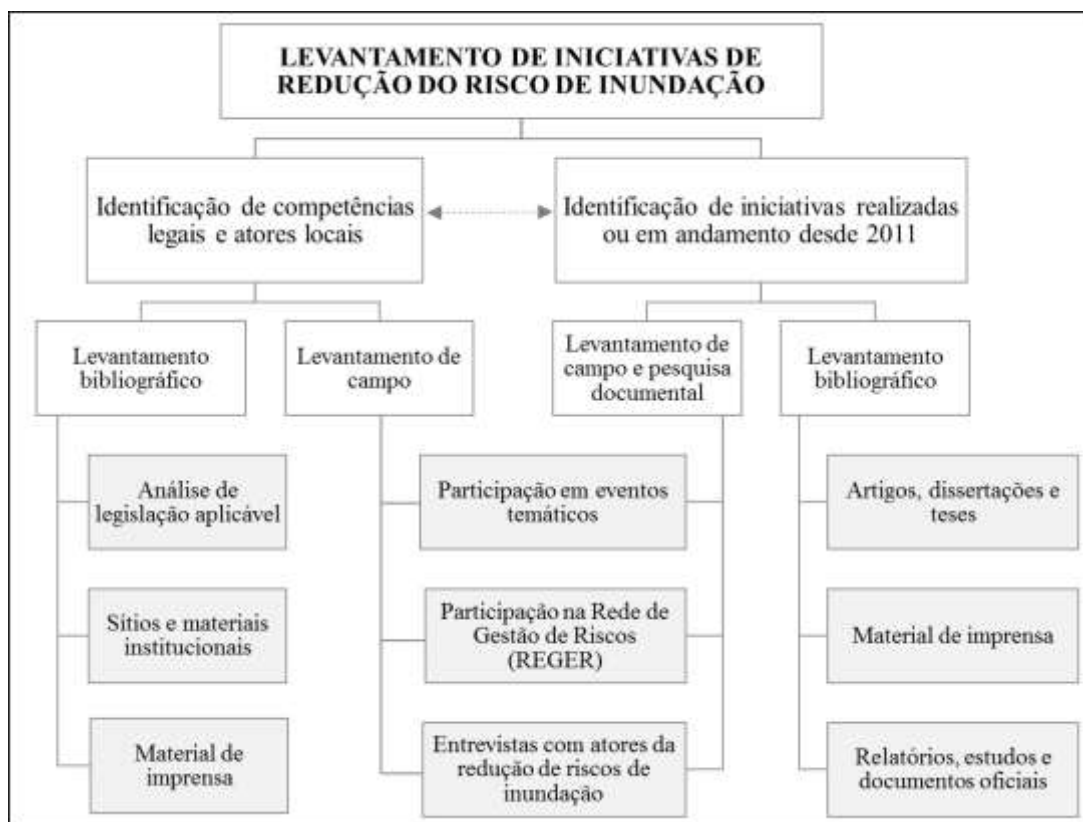 LEVANTAMENTO DE INICIATIVAS DE
REDUÇÃO DO RISCO DE INUNDAÇÃO
Identificação de competências
legais e atores locais
Identificação de iniciativas realizadas
ou em andamento desde 2011
Levantamento
bibliográfico
Levantamento de
campo
Levantamento de
campo e pesquisa
documental
Levantamento
bibliográfico
Análise de
legislação aplicável
Participação em eventos
temáticos
Artigos, dissertações e
teses
Sítios e materiais
institucionais
Participação na Rede de
Gestão de Riscos
(REGER)
Material de imprensa
Material de
imprensa
Entrevistas com atores da
redução de riscos de
inundação
Relatórios, estudos e
documentos oficiais